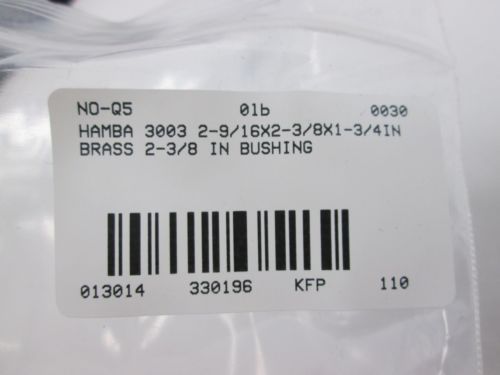 NO-Q5 01b 0030
HAMBA 3003 2-9/16X2-3/8X1-3/4IN
BRASS 2-3/8 IN BUSHING
013014 330196 KFP 110